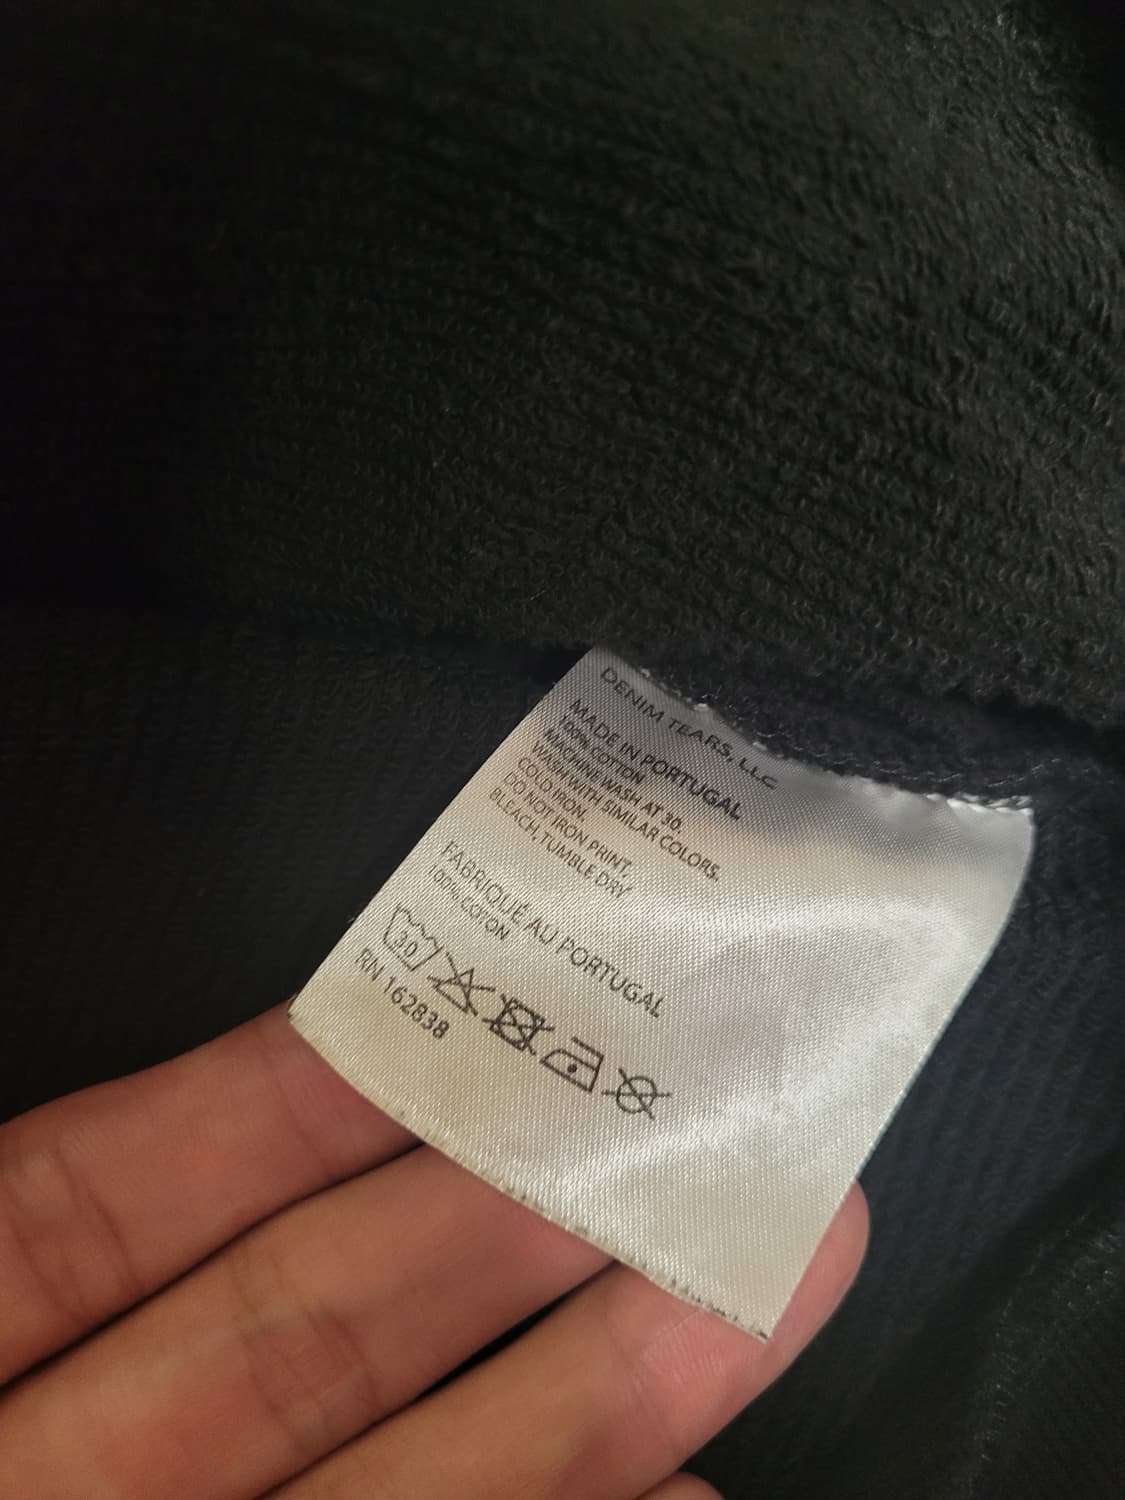 DENIM TEARS, LLC
MADE IN PORTUGAL
100% COTTON
MACHINE WASH AT 30.
WASH WITH SIMILAR COLORS.
COLD IRON.
DO NOT IRON PRINT,
BLEACH, TUMBLE DRY
FABRIQUÉ AU PORTUGAL
100% COTON
30
RN 162838